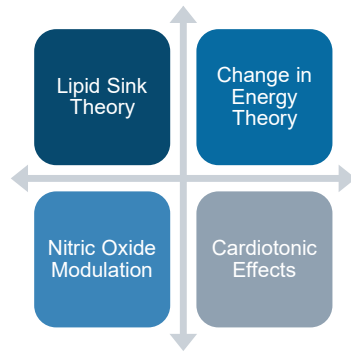 Lipid Sink
Theory
Change in
Energy
Theory
Nitric Oxide
Modulation
Cardiotonic
Effects